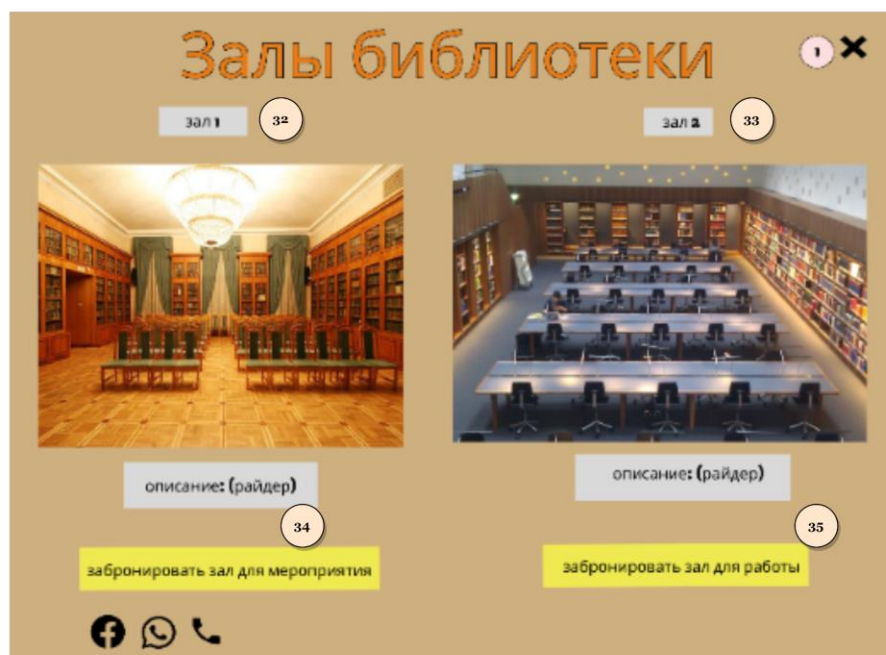 Залы библиотеки
1
зал 1
32
зал 2
33
описание: (райдер)
описание: (райдер)
34
35
забронировать зал для мероприятия
забронировать зал для работы